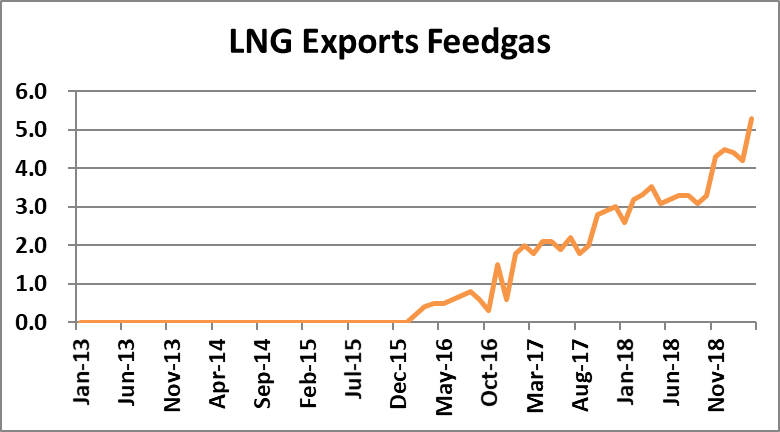 LNG Exports Feedgas
6.0
5.0
4.0
3.0
2.0
1.0
0.0
Jan-13
Jun-13
Nov-13
Apr-14
Sep-14
Feb-15
Jul-15
Dec-15
May-16
Oct-16
Mar-17
Aug-17
Jan-18
Jun-18
Nov-18